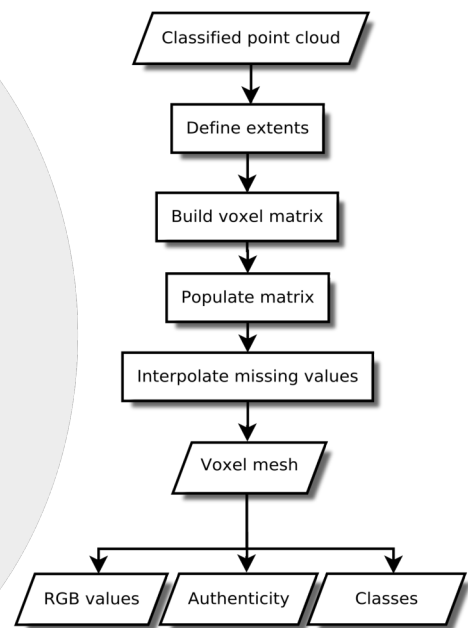 Classified point cloud
Define extents
Build voxel matrix
Populate matrix
Interpolate missing values
Voxel mesh
RGB values
Authenticity
Classes